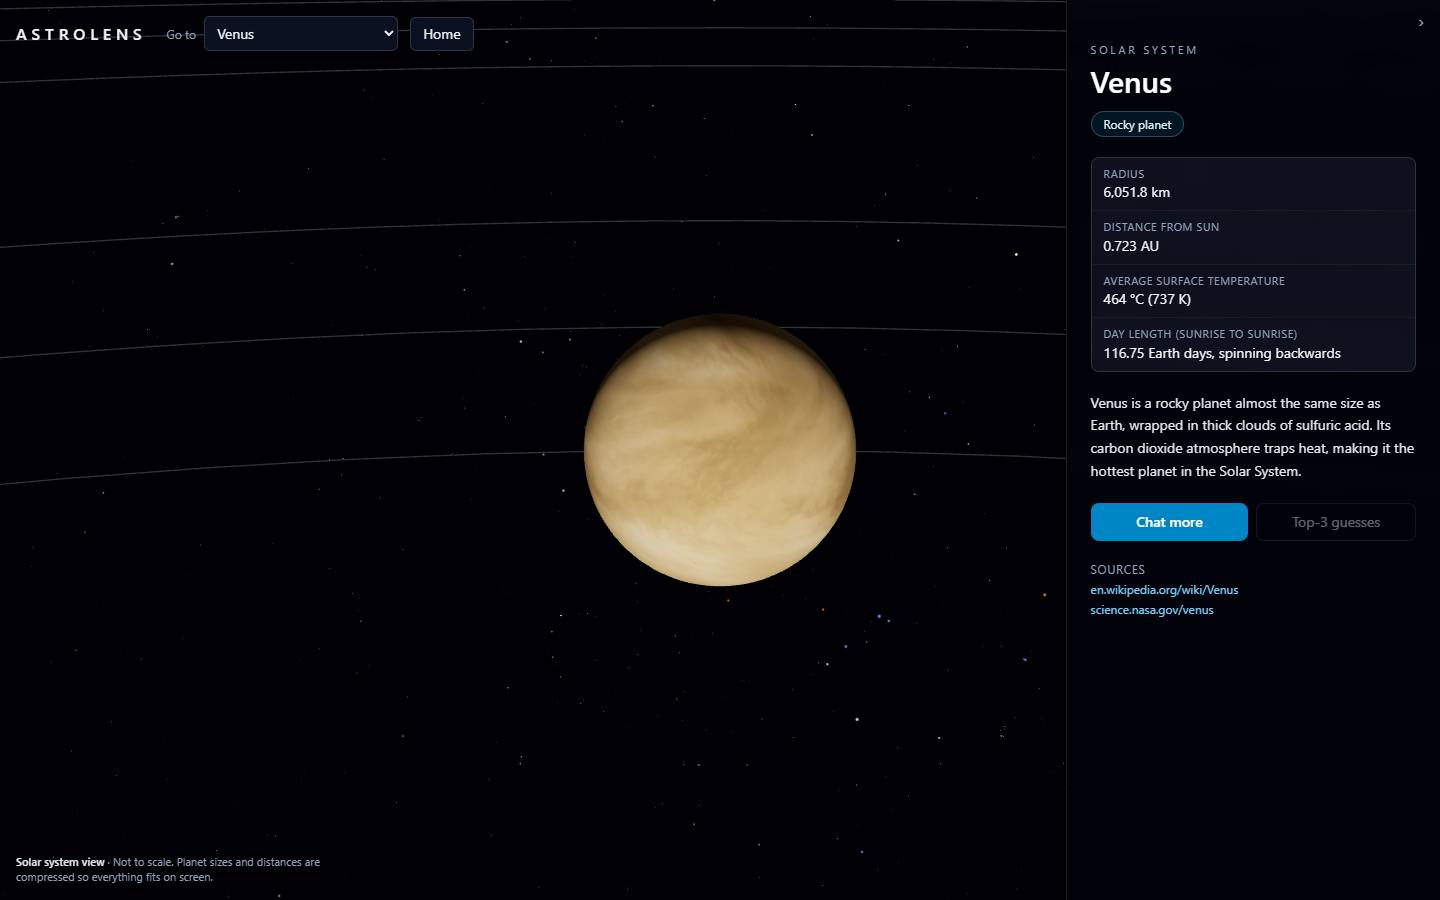 ASTROLENS Go to Venus Home
›
SOLAR SYSTEM
Venus
Rocky planet
RADIUS
6,051.8 km
DISTANCE FROM SUN
0.723 AU
AVERAGE SURFACE TEMPERATURE
464 °C (737 K)
DAY LENGTH (SUNRISE TO SUNRISE)
116.75 Earth days, spinning backwards
Venus is a rocky planet almost the same size as
Earth, wrapped in thick clouds of sulfuric acid. Its
carbon dioxide atmosphere traps heat, making it the
hottest planet in the Solar System.
Chat more Top-3 guesses
SOURCES
en.wikipedia.org/wiki/Venus
science.nasa.gov/venus
Solar system view · Not to scale. Planet sizes and distances are
compressed so everything fits on screen.